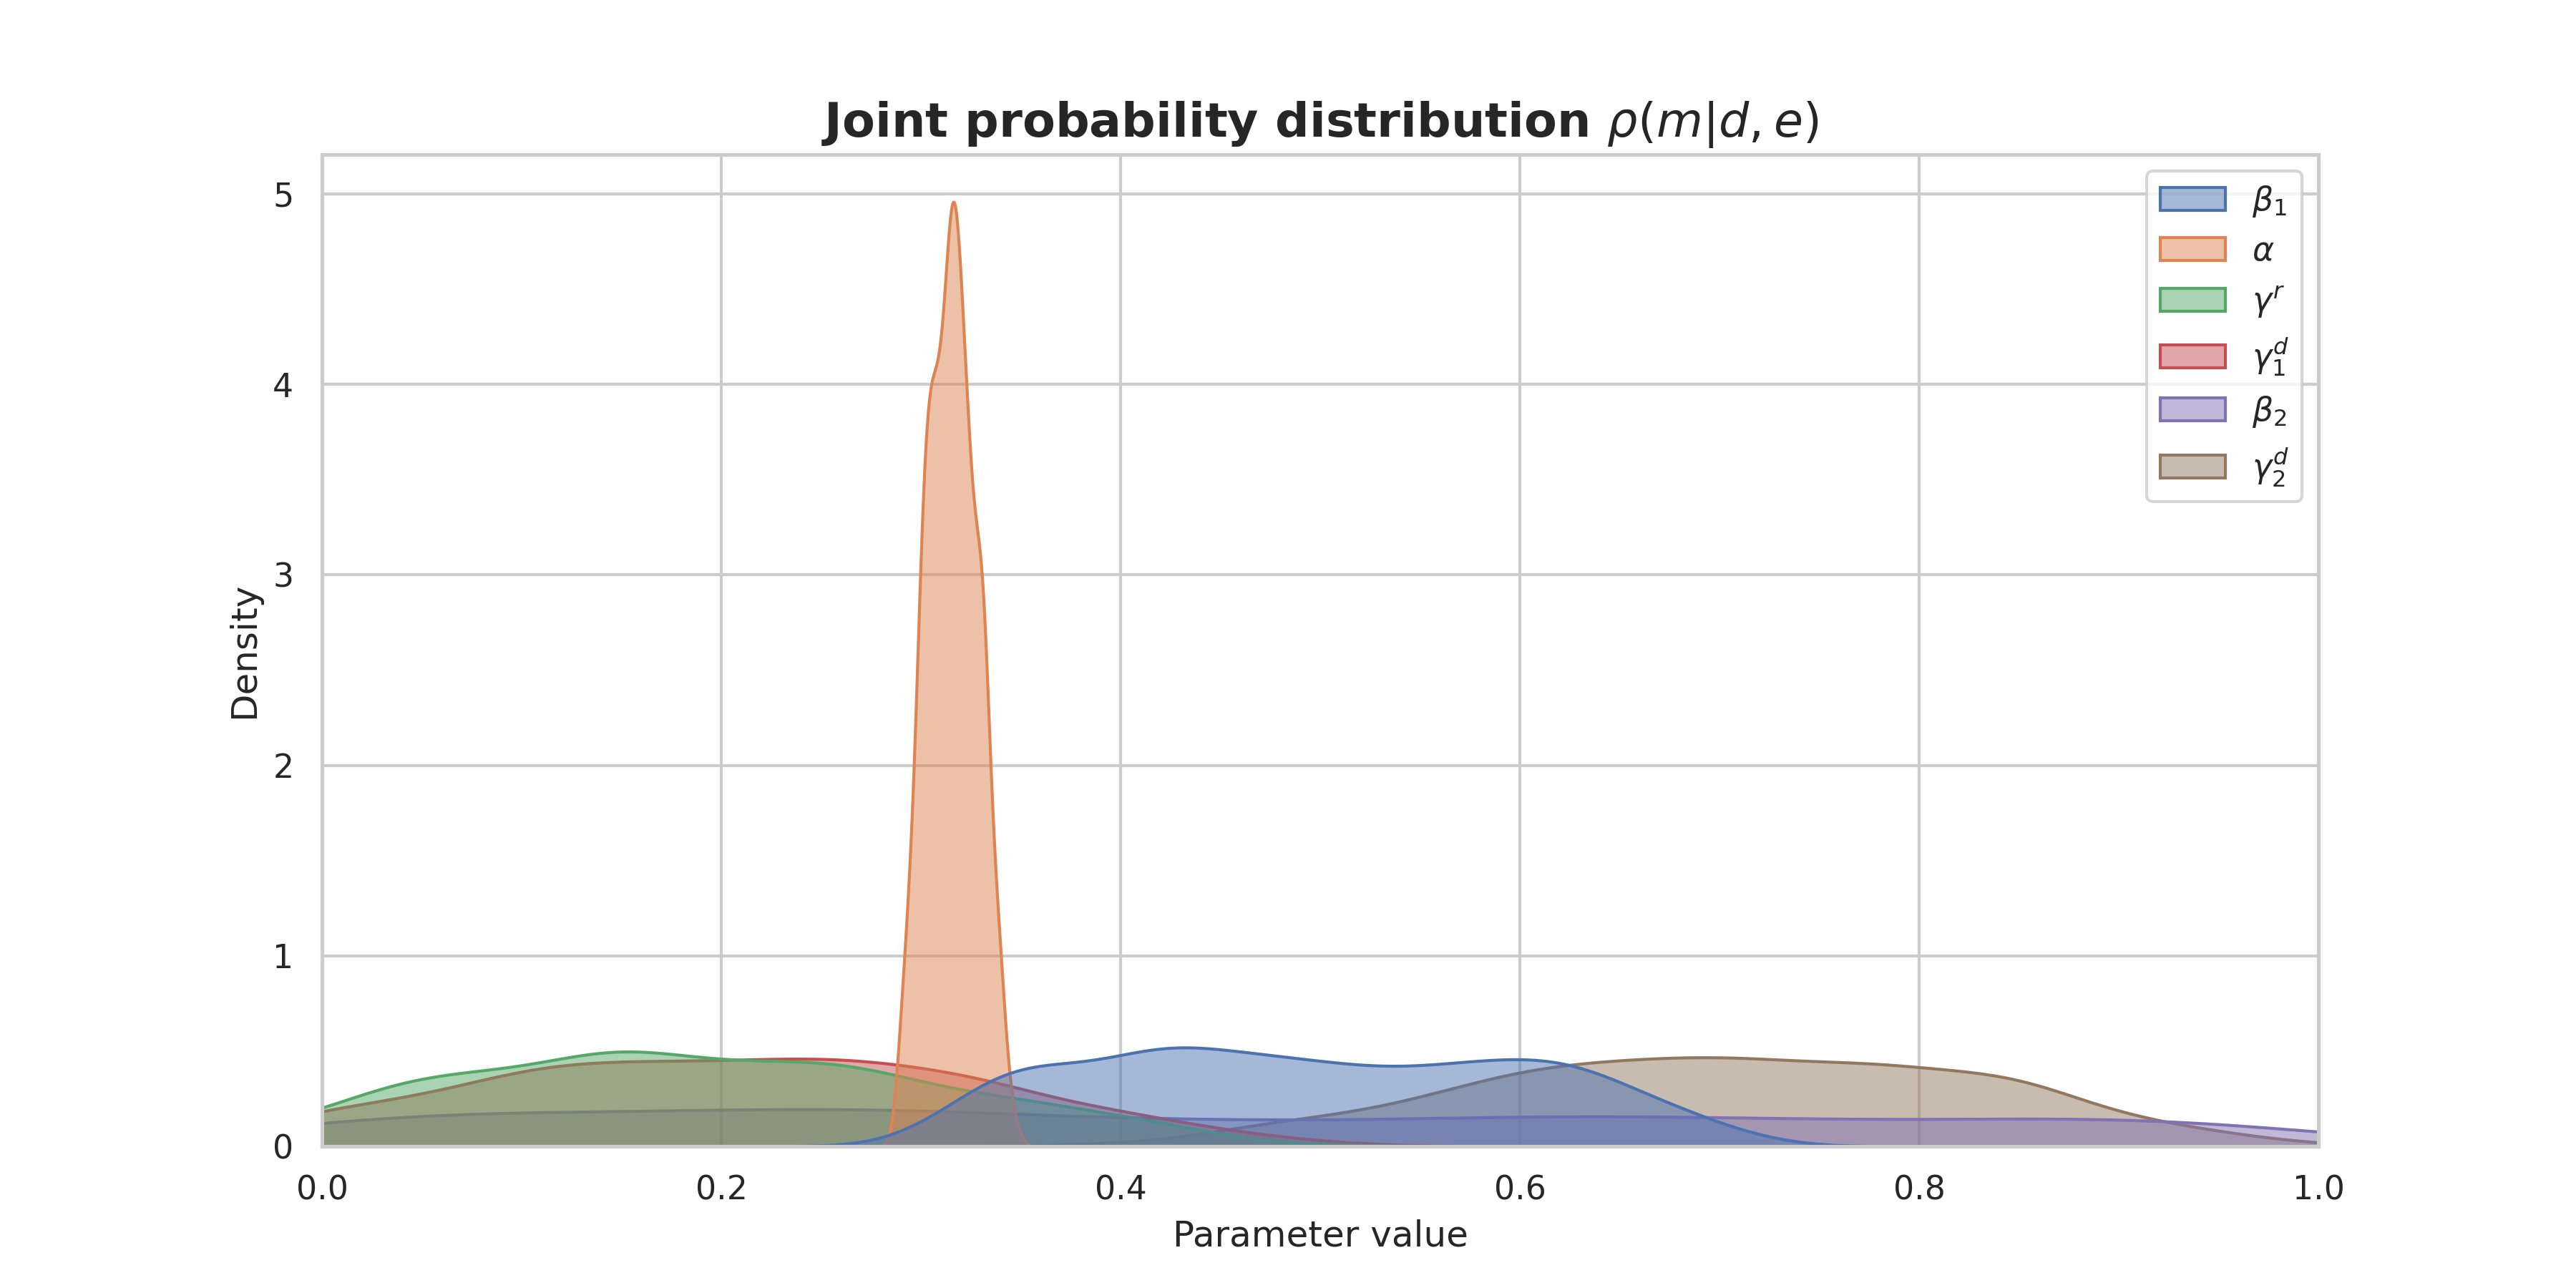 Joint probability distribution ρ(m|d, e)
5
4
3
2
1
0
Density
0.0 0.2 0.4 0.6 0.8 1.0
Parameter value
β₁
α
γʳ
γ₁ᵈ
β₂
γ₂ᵈ